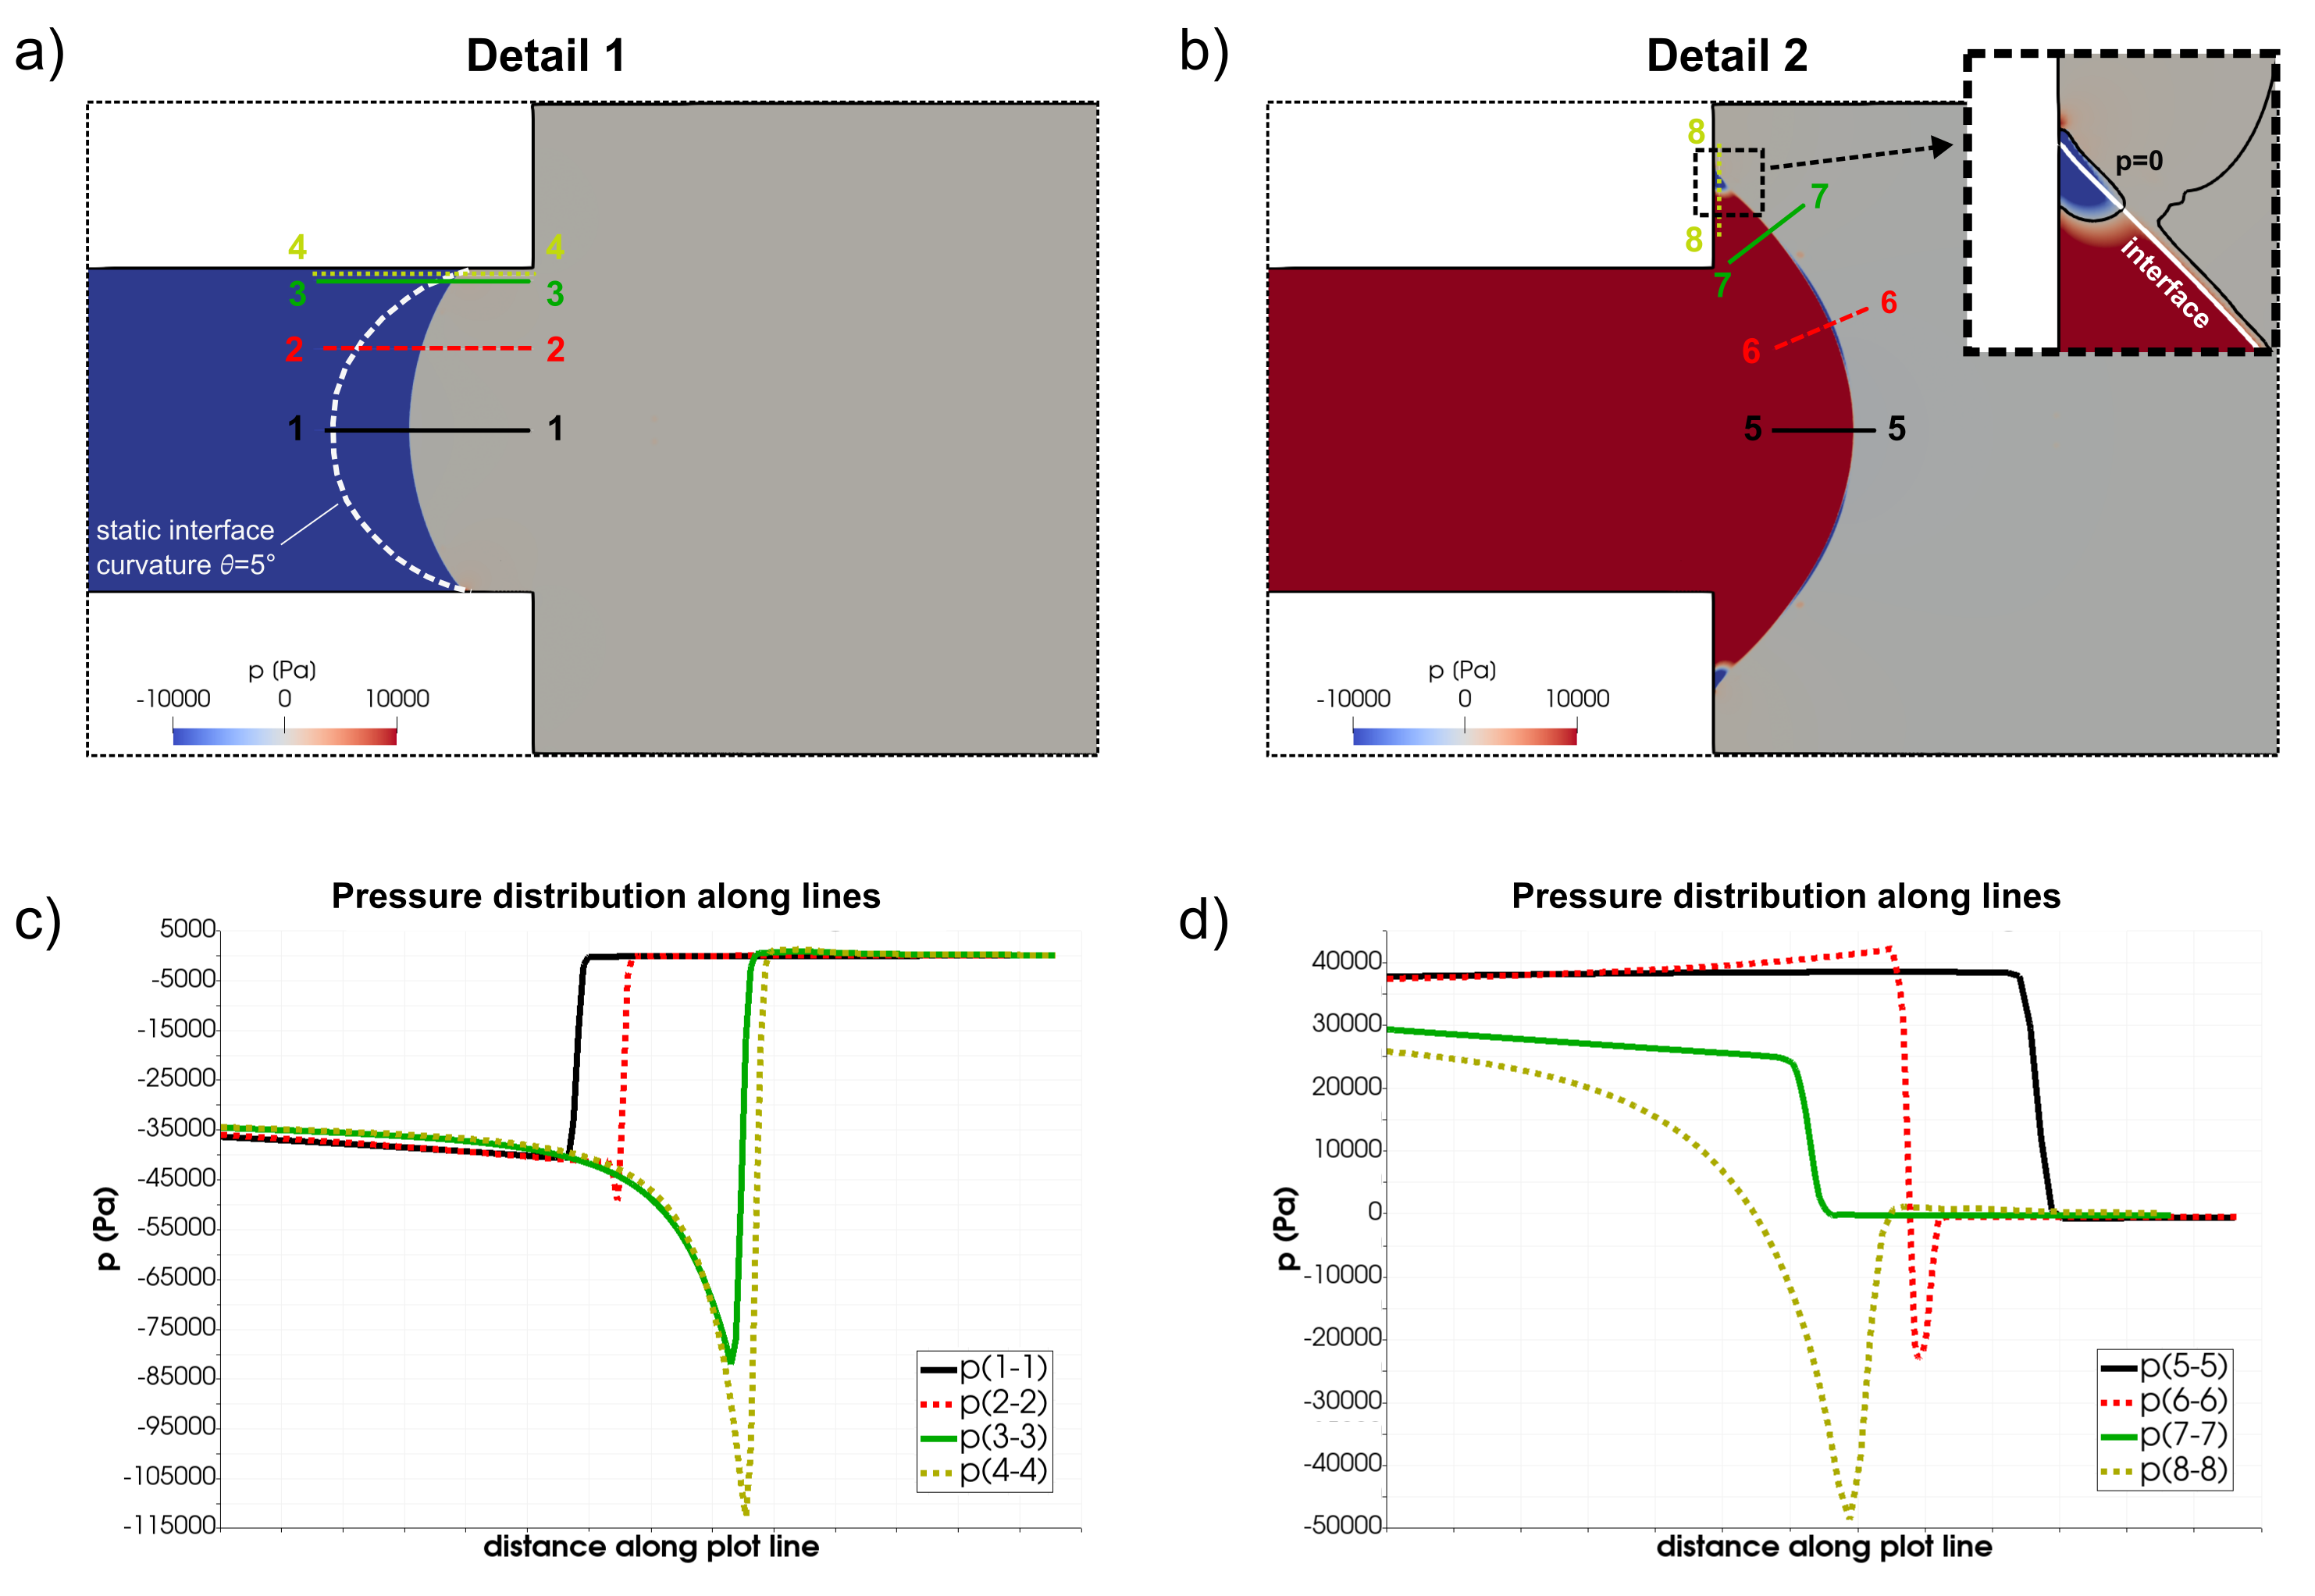 a)
Detail 1
4
4
3
3
2
2
1
1
static interface
curvature θ=5°
p (Pa)
-10000 0 10000
b)
Detail 2
8
8
7
7
6
6
5
5
p=0
interface
p (Pa)
-10000 0 10000
c)
Pressure distribution along lines
5000
-5000
-15000
-25000
-35000
-45000
-55000
-65000
-75000
-85000
-95000
-105000
-115000
p (Pa)
p(1-1)
p(2-2)
p(3-3)
p(4-4)
distance along plot line
d)
Pressure distribution along lines
40000
30000
20000
10000
0
-10000
-20000
-30000
-40000
-50000
p (Pa)
p(5-5)
p(6-6)
p(7-7)
p(8-8)
distance along plot line